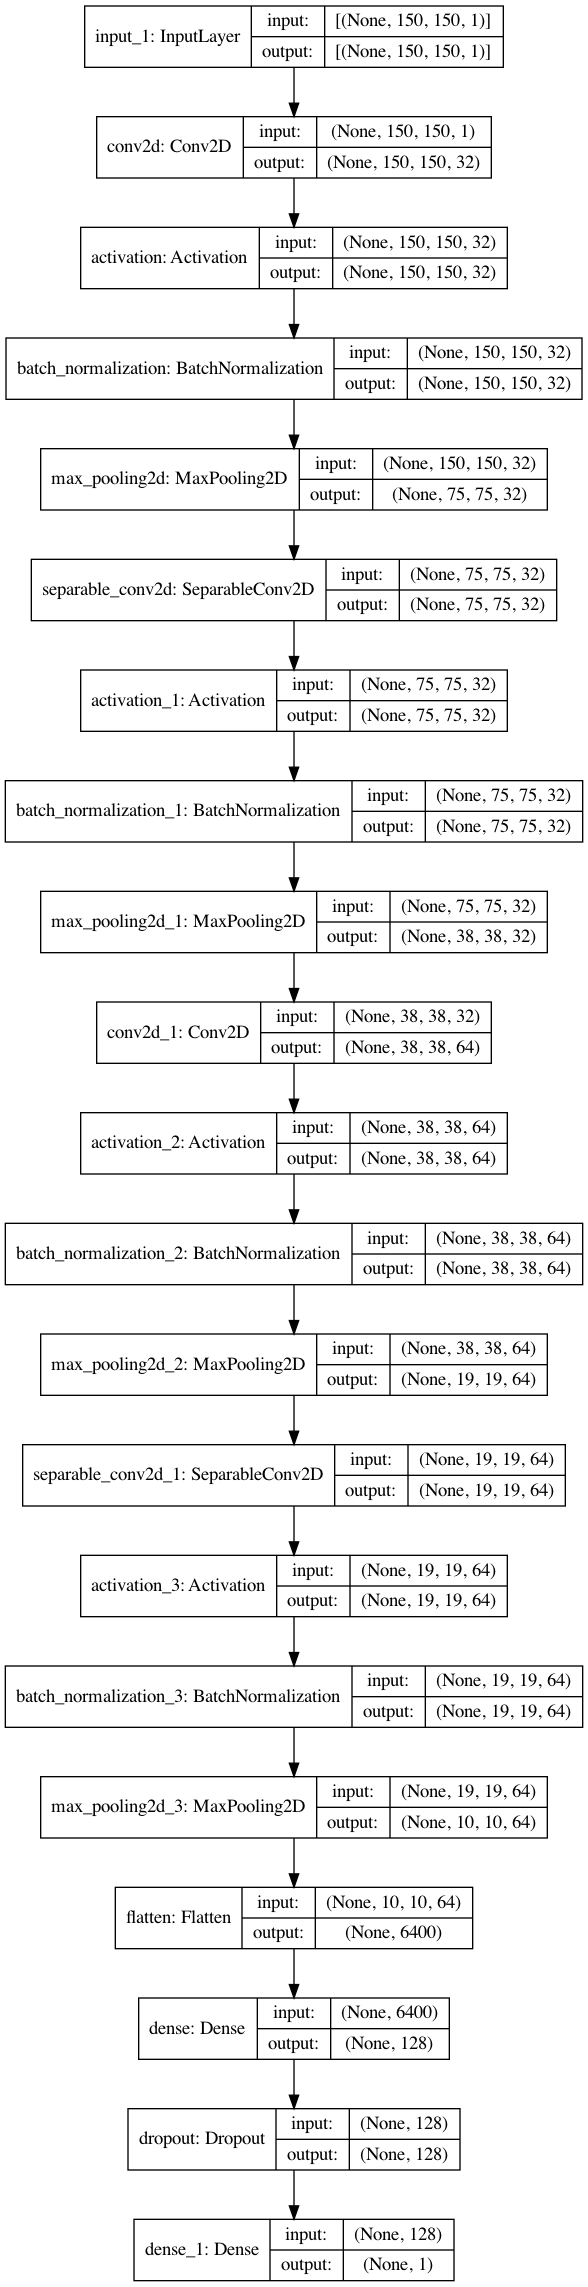 input_1: InputLayer
input: [(None, 150, 150, 1)]
output: [(None, 150, 150, 1)]
conv2d: Conv2D
input: (None, 150, 150, 1)
output: (None, 150, 150, 32)
activation: Activation
input: (None, 150, 150, 32)
output: (None, 150, 150, 32)
batch_normalization: BatchNormalization
input: (None, 150, 150, 32)
output: (None, 150, 150, 32)
max_pooling2d: MaxPooling2D
input: (None, 150, 150, 32)
output: (None, 75, 75, 32)
separable_conv2d: SeparableConv2D
input: (None, 75, 75, 32)
output: (None, 75, 75, 32)
activation_1: Activation
input: (None, 75, 75, 32)
output: (None, 75, 75, 32)
batch_normalization_1: BatchNormalization
input: (None, 75, 75, 32)
output: (None, 75, 75, 32)
max_pooling2d_1: MaxPooling2D
input: (None, 75, 75, 32)
output: (None, 38, 38, 32)
conv2d_1: Conv2D
input: (None, 38, 38, 32)
output: (None, 38, 38, 64)
activation_2: Activation
input: (None, 38, 38, 64)
output: (None, 38, 38, 64)
batch_normalization_2: BatchNormalization
input: (None, 38, 38, 64)
output: (None, 38, 38, 64)
max_pooling2d_2: MaxPooling2D
input: (None, 38, 38, 64)
output: (None, 19, 19, 64)
separable_conv2d_1: SeparableConv2D
input: (None, 19, 19, 64)
output: (None, 19, 19, 64)
activation_3: Activation
input: (None, 19, 19, 64)
output: (None, 19, 19, 64)
batch_normalization_3: BatchNormalization
input: (None, 19, 19, 64)
output: (None, 19, 19, 64)
max_pooling2d_3: MaxPooling2D
input: (None, 19, 19, 64)
output: (None, 10, 10, 64)
flatten: Flatten
input: (None, 10, 10, 64)
output: (None, 6400)
dense: Dense
input: (None, 6400)
output: (None, 128)
dropout: Dropout
input: (None, 128)
output: (None, 128)
dense_1: Dense
input: (None, 128)
output: (None, 1)